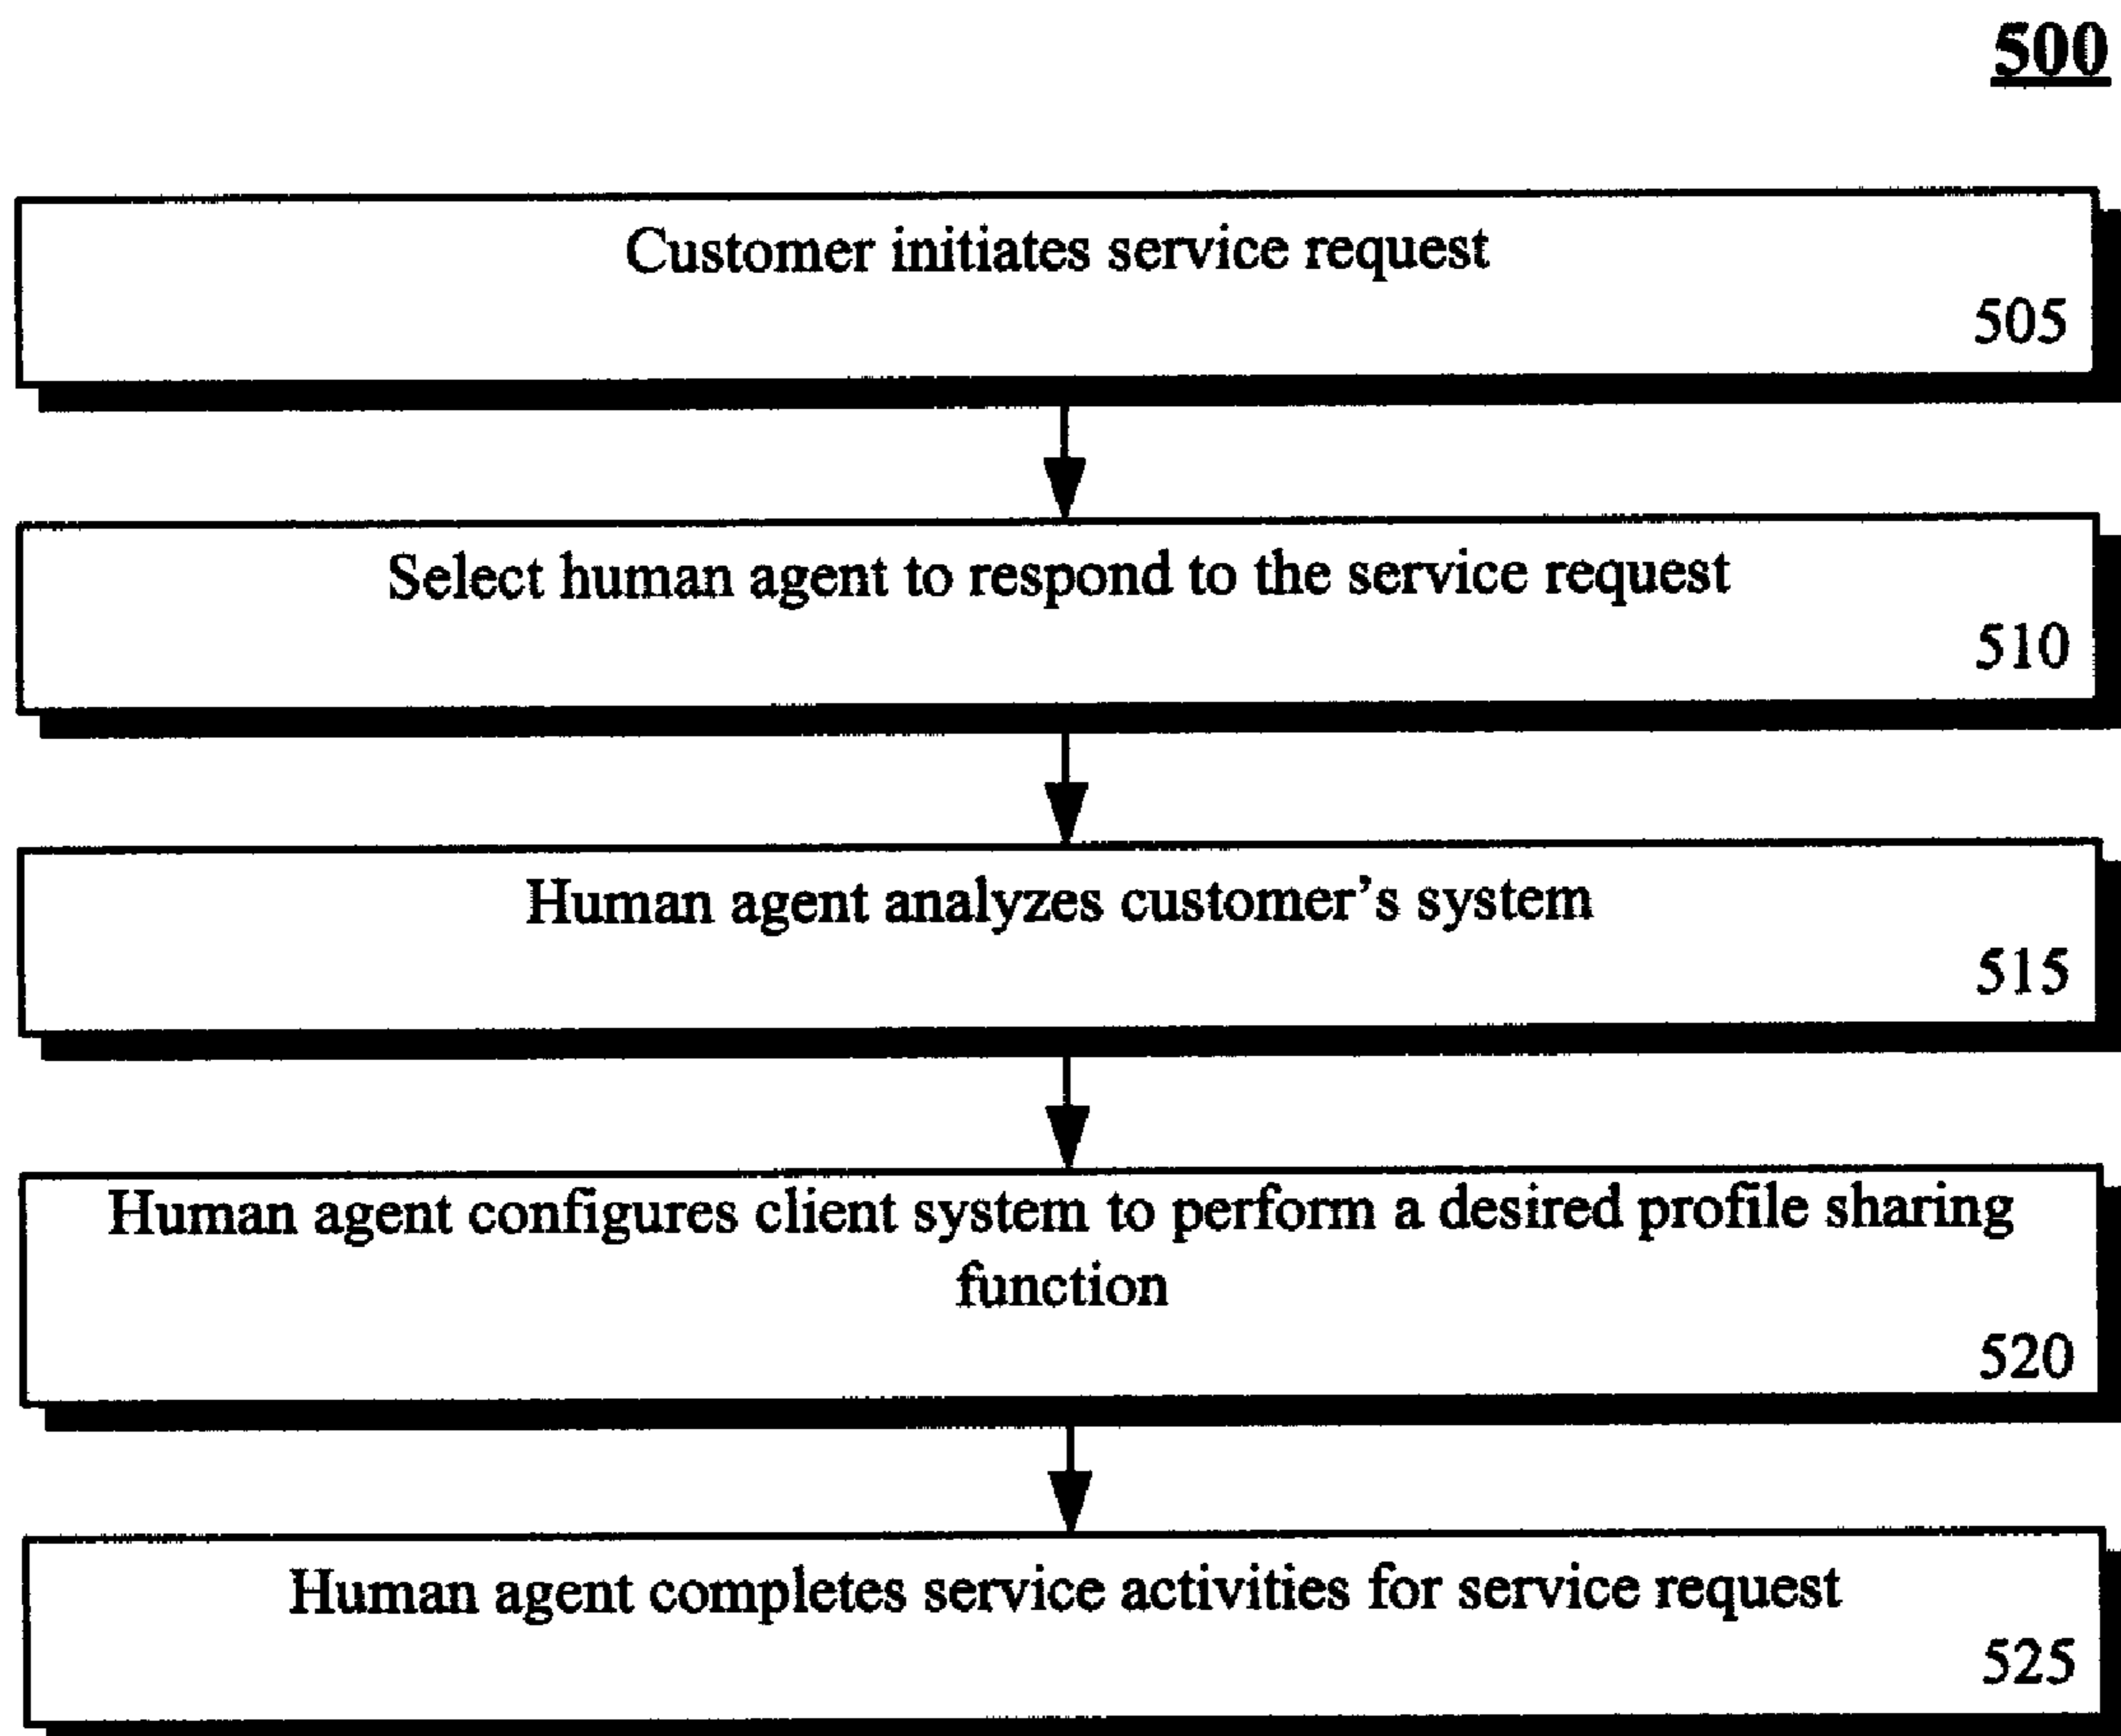 500
Customer initiates service request
505
Select human agent to respond to the service request
510
Human agent analyzes customer’s system
515
Human agent configures client system to perform a desired profile sharing
function
520
Human agent completes service activities for service request
525